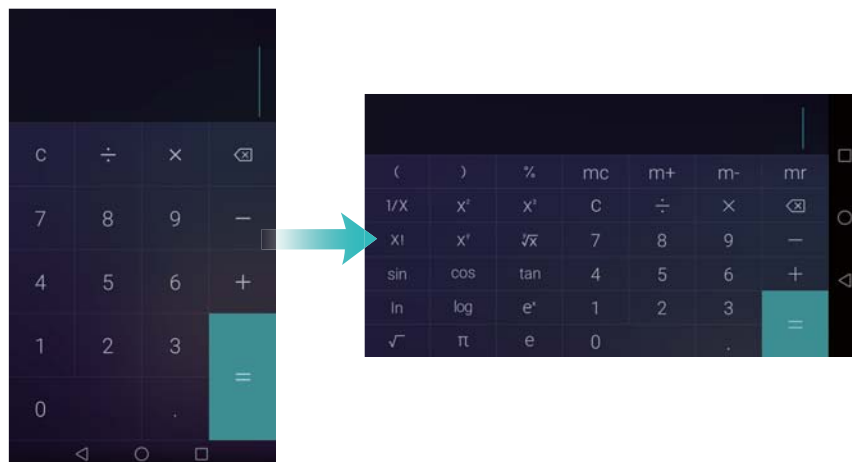 C ÷ ×
7 8 9 −
4 5 6 +
1 2 3
=
0 .
( ) % mc m+ m- mr
1/X X² X³ C ÷ ×
X! Xʸ ʸ√x 7 8 9 −
sin cos tan 4 5 6 +
ln log eˣ 1 2 3
=
√ π e 0 .